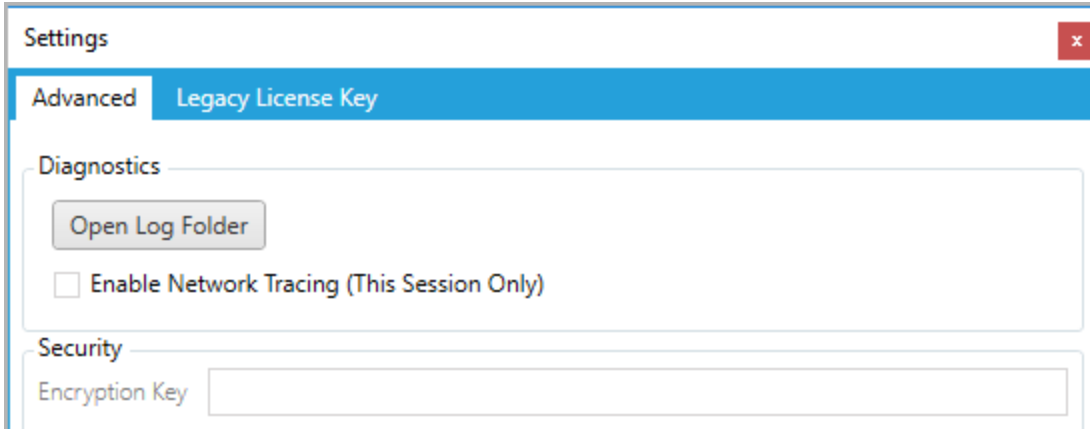 Settings
x
Advanced Legacy License Key
Diagnostics
Open Log Folder
Enable Network Tracing (This Session Only)
Security
Encryption Key